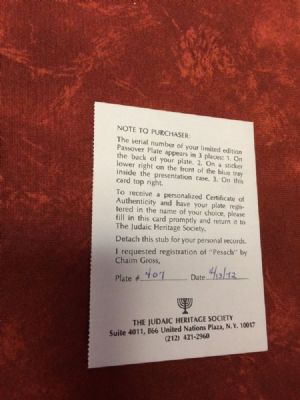 NOTE TO PURCHASER:
The serial number of your limited edition
Passover Plate appears in 3 places: 1. On
the back of your plate. 2. On a sticker
lower right on the front of the blue tray
inside the presentation case. 3. On this
card top right.
To receive a personalized Certificate of
Authenticity and have your plate regis-
tered in the name of your choice, please
fill in this card promptly and return it to
The Judaic Heritage Society.
Detach this stub for your personal records.
I requested registration of "Pesach" by
Chaim Gross,
Plate # 407 Date 4/13/72
THE JUDAIC HERITAGE SOCIETY
Suite 4011, 866 United Nations Plaza, N.Y. 10017
(212) 421-2960